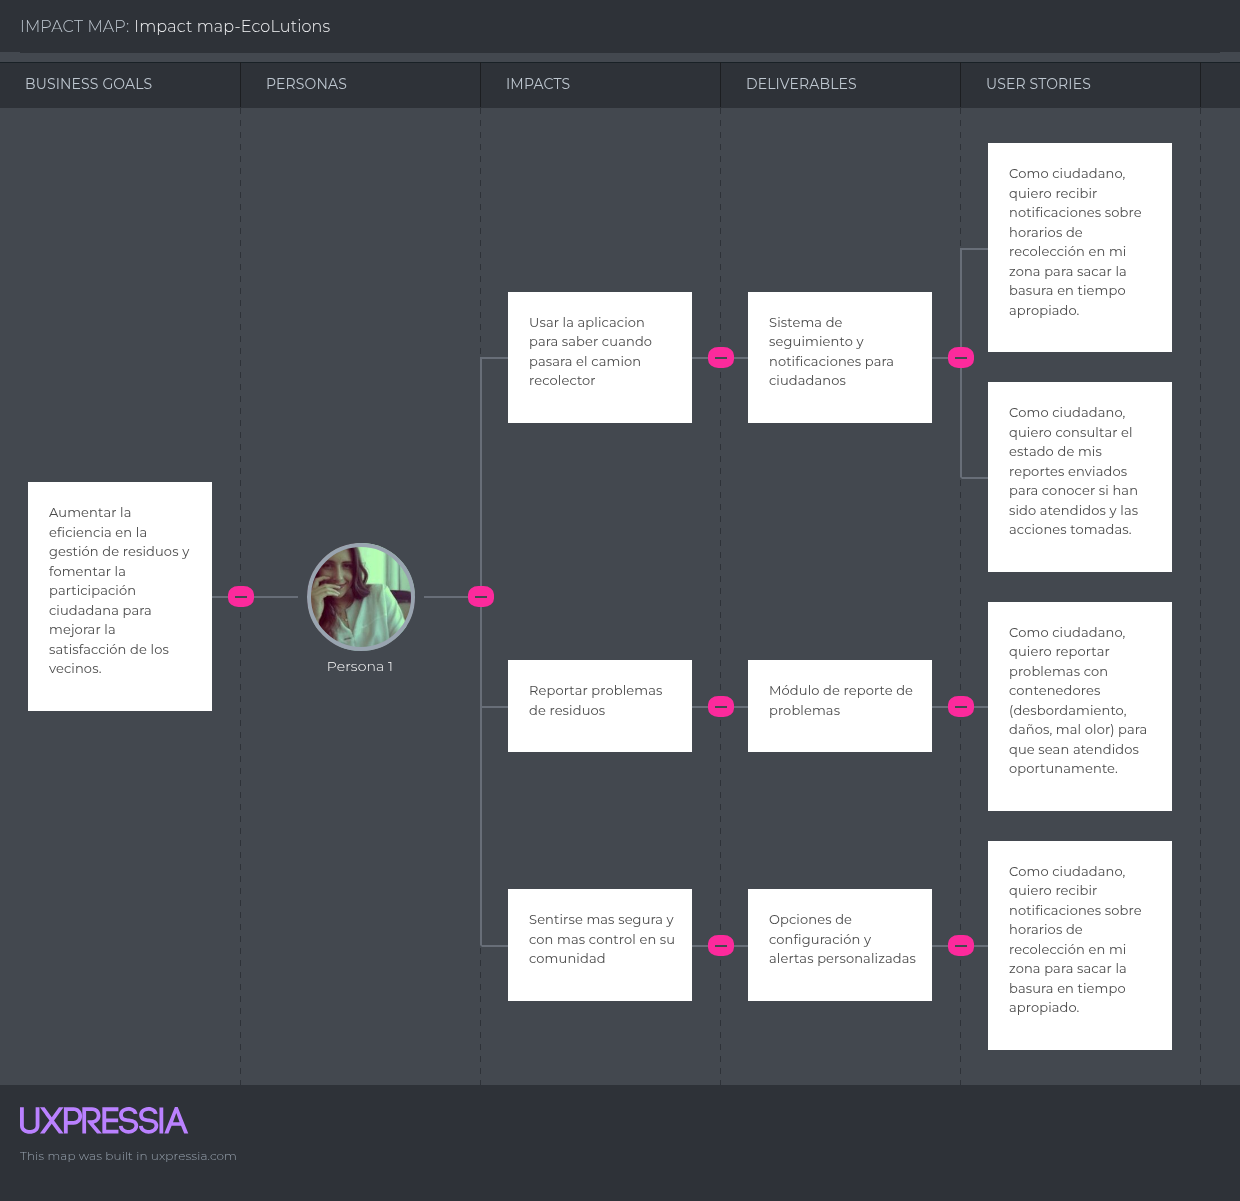 IMPACT MAP: Impact map-EcoLutions
BUSINESS GOALS
PERSONAS
IMPACTS
DELIVERABLES
USER STORIES
Aumentar la
eficiencia en la
gestión de residuos y
fomentar la
participación
ciudadana para
mejorar la
satisfacción de los
vecinos.
Persona 1
Usar la aplicacion
para saber cuando
pasara el camion
recolector
Sistema de
seguimiento y
notificaciones para
ciudadanos
Como ciudadano,
quiero recibir
notificaciones sobre
horarios de
recolección en mi
zona para sacar la
basura en tiempo
apropiado.
Como ciudadano,
quiero consultar el
estado de mis
reportes enviados
para conocer si han
sido atendidos y las
acciones tomadas.
Reportar problemas
de residuos
Módulo de reporte de
problemas
Como ciudadano,
quiero reportar
problemas con
contenedores
(desbordamiento,
daños, mal olor) para
que sean atendidos
oportunamente.
Sentirse mas segura y
con mas control en su
comunidad
Opciones de
configuración y
alertas personalizadas
Como ciudadano,
quiero recibir
notificaciones sobre
horarios de
recolección en mi
zona para sacar la
basura en tiempo
apropiado.
UXPRESSIA
This map was built in uxpressia.com